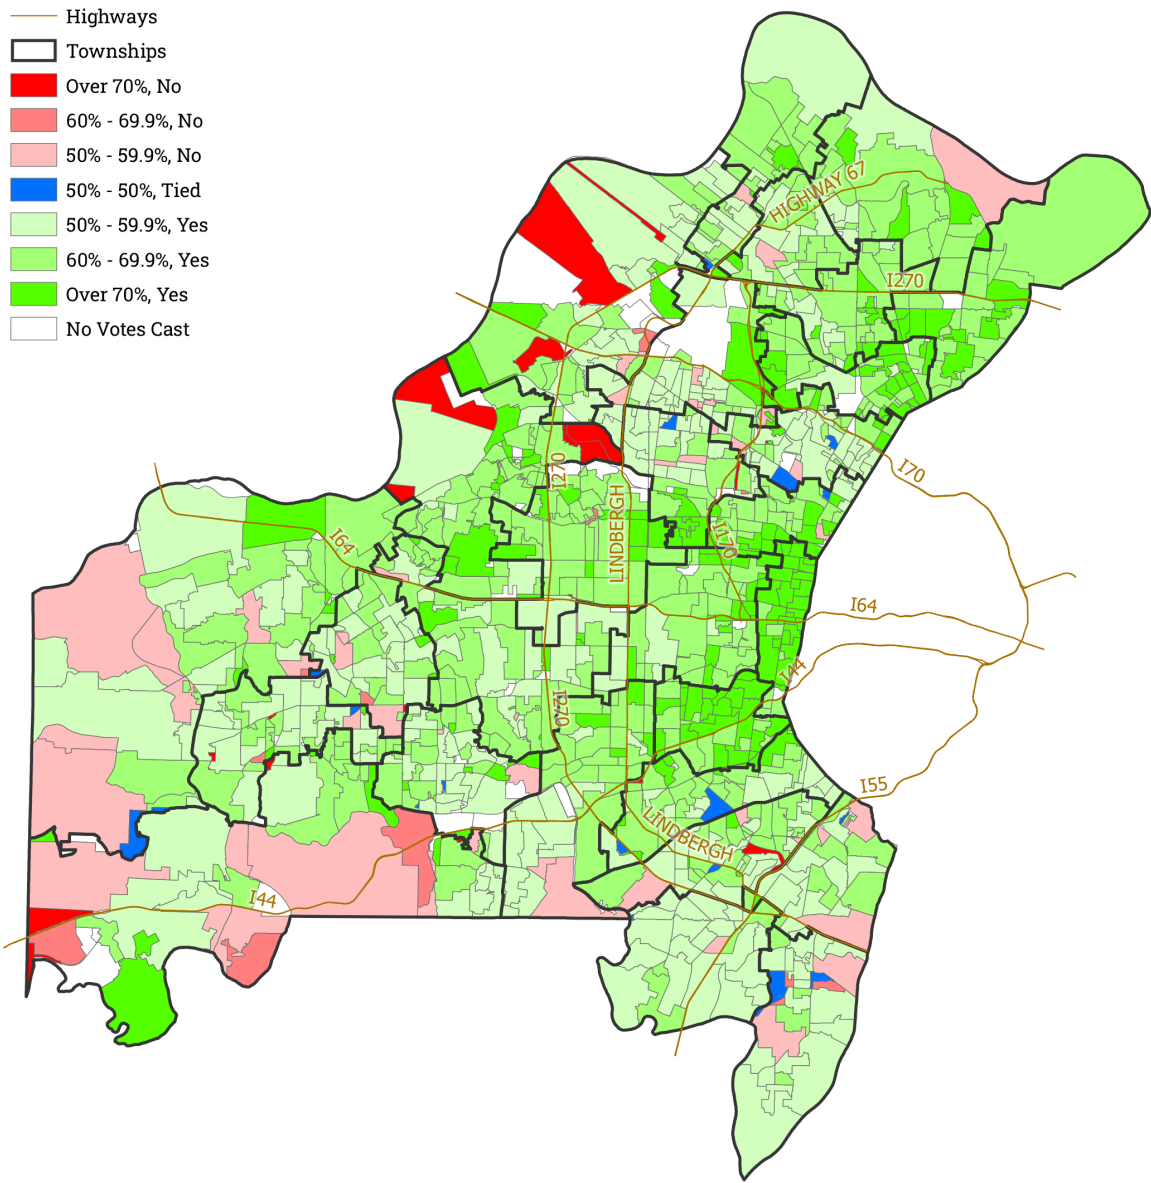 Highways
Townships
Over 70%, No
60% - 69.9%, No
50% - 59.9%, No
50% - 50%, Tied
50% - 59.9%, Yes
60% - 69.9%, Yes
Over 70%, Yes
No Votes Cast
HIGHWAY 67
I270
I270
I70
LINDBERGH
I170
I64
I64
I44
I270
I55
LINDBERGH
I44